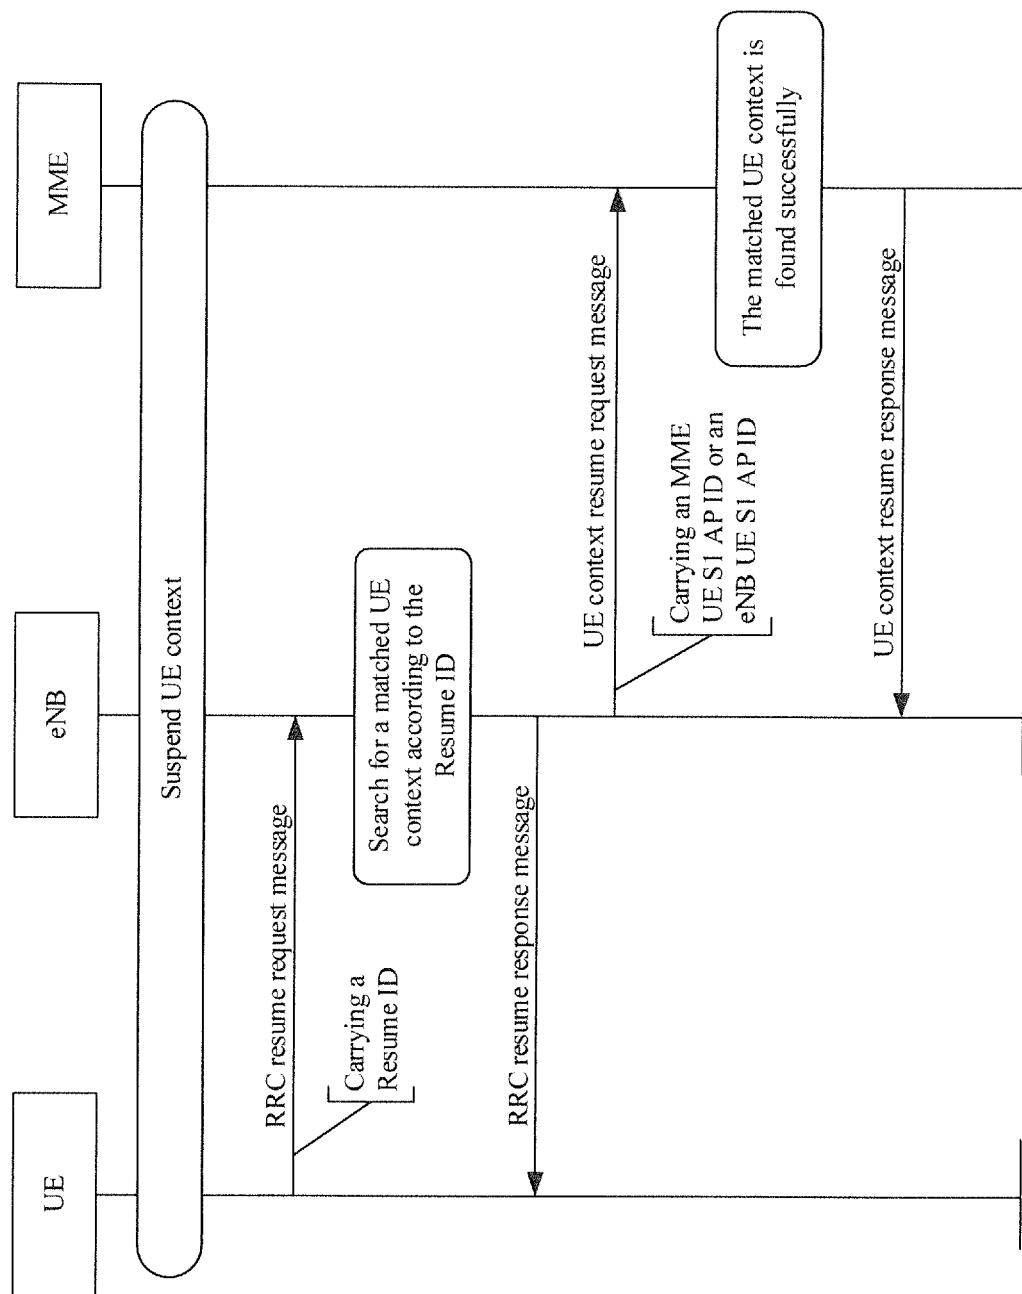 UE
eNB
MME
Suspend UE context
RRC resume request message
Carrying a
Resume ID
Search for a matched UE
context according to the
Resume ID
RRC resume response message
UE context resume request message
Carrying an MME
UE S1 AP ID or an
eNB UE S1 AP ID
The matched UE context is
found successfully
UE context resume response message